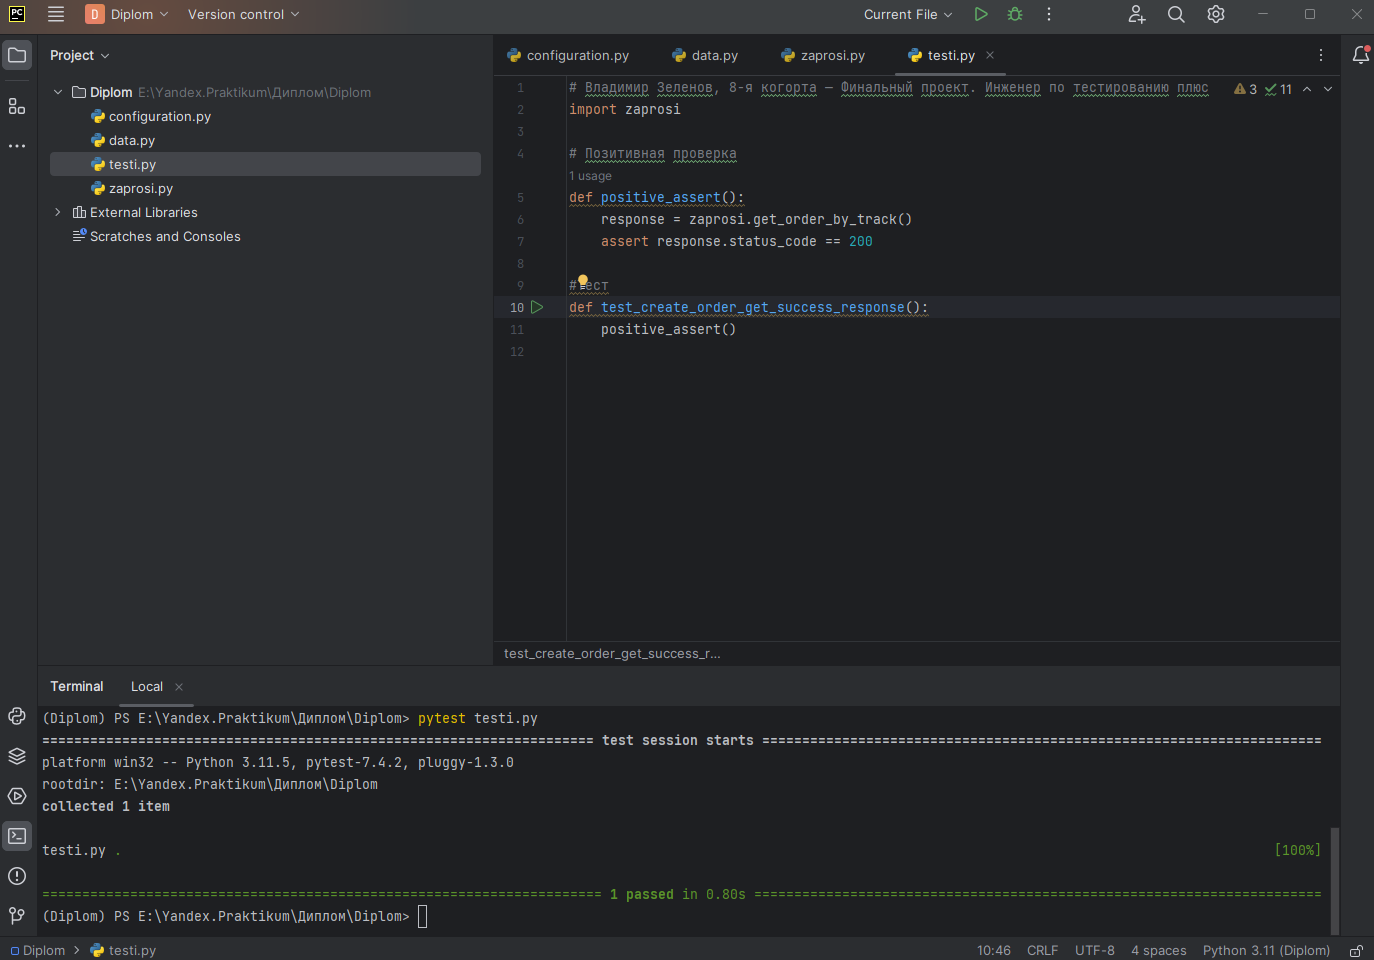 PC
D Diplom
Version control
Current File
Project
configuration.py
data.py
zaprosi.py
testi.py
Diplom E:\Yandex.Praktikum\Диплом\Diplom
configuration.py
data.py
testi.py
zaprosi.py
External Libraries
Scratches and Consoles
3 11
1 # Владимир Зеленов, 8-я когорта — Финальный проект. Инженер по тестированию плюс
2 import zaprosi
3
4 # Позитивная проверка
1 usage
5 def positive_assert():
6 response = zaprosi.get_order_by_track()
7 assert response.status_code == 200
8
9 # ест
10 def test_create_order_get_success_response():
11 positive_assert()
12
test_create_order_get_success_r...
Terminal
Local
(Diplom) PS E:\Yandex.Praktikum\Диплом\Diplom> pytest testi.py
===================================================================== test session starts ======================================================================
platform win32 -- Python 3.11.5, pytest-7.4.2, pluggy-1.3.0
rootdir: E:\Yandex.Praktikum\Диплом\Diplom
collected 1 item
testi.py . [100%]
====================================================================== 1 passed in 0.80s =======================================================================
(Diplom) PS E:\Yandex.Praktikum\Диплом\Diplom>
Diplom > testi.py
10:46 CRLF UTF-8 4 spaces Python 3.11 (Diplom)